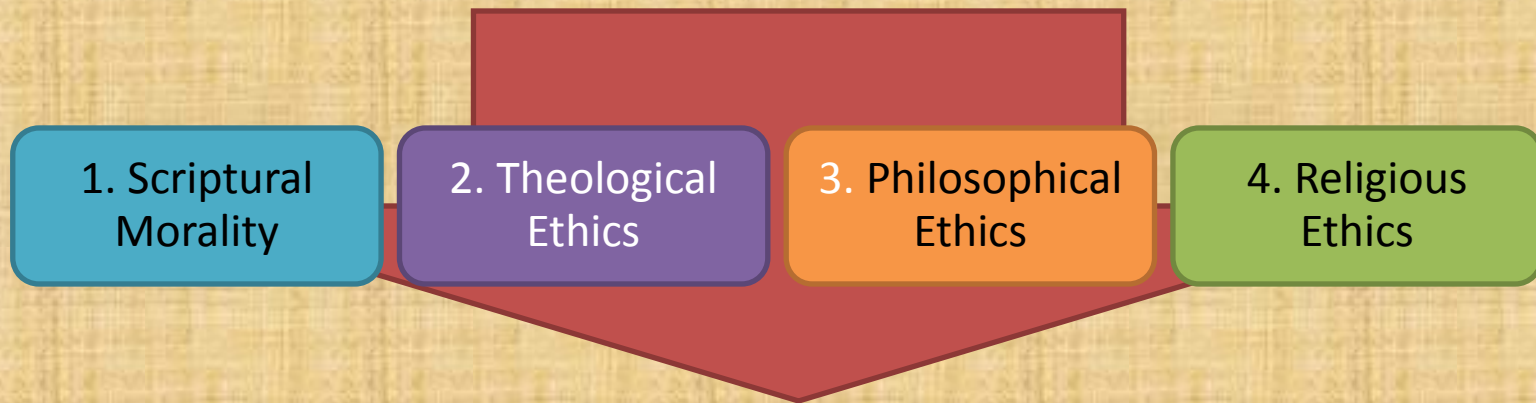 1. Scriptural
Morality
2. Theological
Ethics
3. Philosophical
Ethics
4. Religious
Ethics